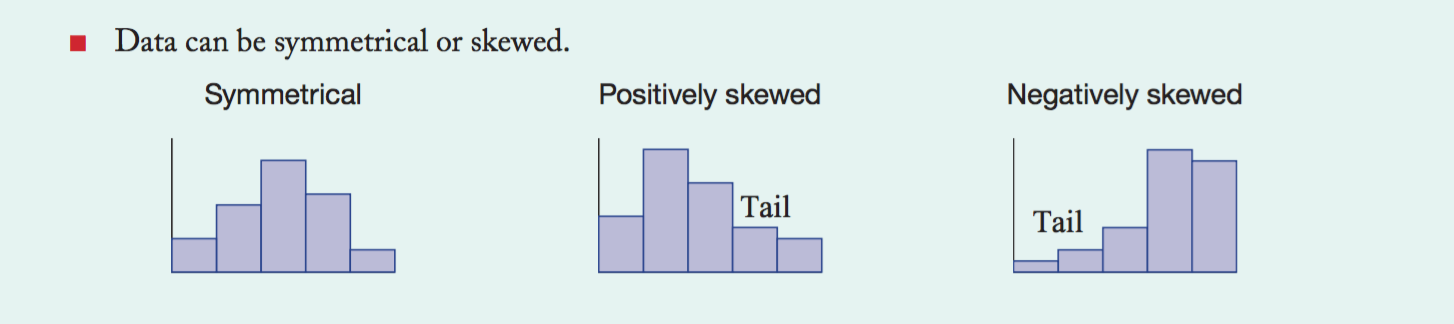 Data can be symmetrical or skewed.
Symmetrical
Positively skewed
Negatively skewed
Tail
Tail